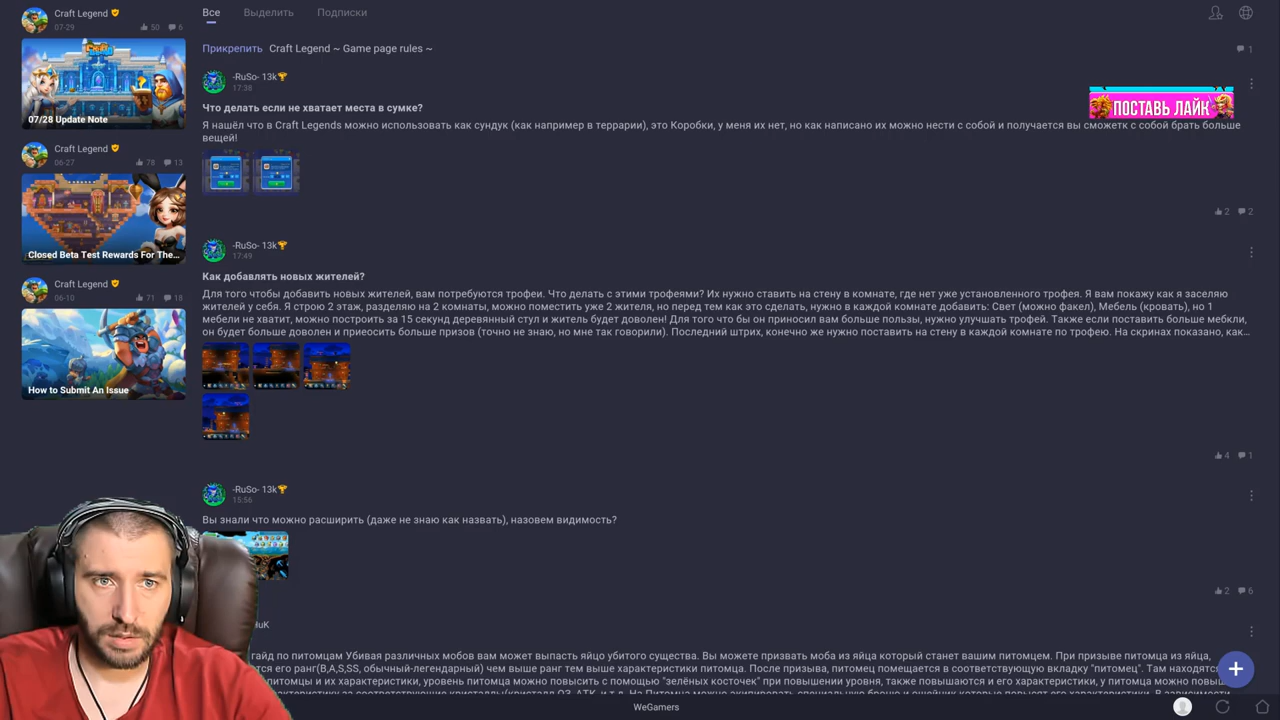 Craft Legend
07-29
50
6
07/28 Update Note
Craft Legend
06-27
78
13
Closed Beta Test Rewards For The...
Craft Legend
06-10
71
18
How to Submit An Issue
Все
Выделить
Подписки
Прикрепить Craft Legend ~ Game page rules ~
1
-RuSo- 13k
17:38
ПОСТАВЬ ЛАЙК
Что делать если не хватает места в сумке?
Я нашёл что в Craft Legends можно использовать как сундук (как например в террарии), это Коробки, у меня их нет, но как написано их можно нести с собой и получается вы сможетк с собой брать больше
вещей!
2
2
-RuSo- 13k
17:49
Как добавлять новых жителей?
Для того чтобы добавить новых жителей, вам потребуются трофеи. Что делать с этими трофеями? Их нужно ставить на стену в комнате, где нет уже установленного трофея. Я вам покажу как я заселяю
жителей у себя. Я строю 2 этаж, разделяю на 2 комнаты, можно поместить уже 2 жителя, но перед тем как это сделать, нужно в каждой комнате добавить: Свет (можно факел), Мебель (кровать), но 1
мебели не хватит, можно построить за 15 секунд деревянный стул и житель будет доволен! Для того что бы он приносил вам больше пользы, нужно улучшать трофей. Также если поставить больше мебкли,
он будет больше доволен и приеосить больше призов (точно не знаю, но мне так говорили). Последный штрих, конечно же нужно поставить на стену в каждой комнате по трофею. На скринах показано, как...
4
1
-RuSo- 13k
15:56
Вы знали что можно расширить (даже не знаю как назвать), назовем видимость?
2
6
гайд по питомцам Убивая различных мобов вам может выпасть яйцо убитого существа. Вы можете призвать моба из яйца который станет вашим питомцем. При призыве питомца из яйца,
его ранг(B,A,S,SS, обычный-легендарный) чем выше ранг тем выше характеристики питомца. После призыва, питомец помещается в соответствующую вкладку "питомец". Там находятс
питомцы и их характеристики, уровень питомца можно повысить с помощью "зелёных косточек" при повышении уровня, также повышаются и его характеристики, у питомца можно повыш
WeGamers